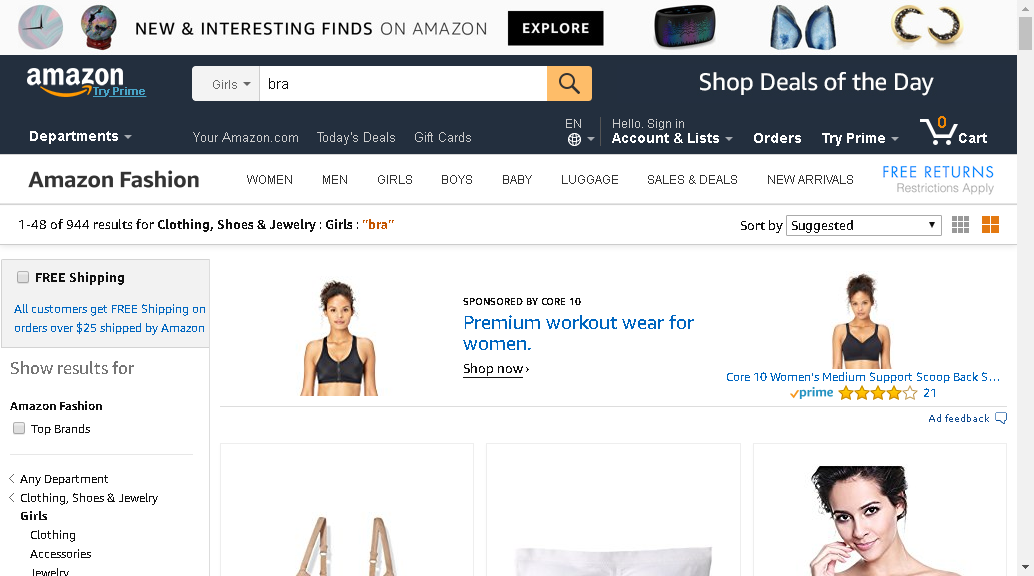 NEW & INTERESTING FINDS ON AMAZON EXPLORE
amazon
Try Prime
Girls bra
Shop Deals of the Day
Departments
Your Amazon.com Today's Deals Gift Cards
EN
Hello. Sign in
Account & Lists
Orders
Try Prime
0
Cart
Amazon Fashion
WOMEN MEN GIRLS BOYS BABY LUGGAGE SALES & DEALS NEW ARRIVALS
FREE RETURNS
Restrictions Apply
1-48 of 944 results for Clothing, Shoes & Jewelry : Girls : "bra"
Sort by Suggested
FREE Shipping
All customers get FREE Shipping on
orders over $25 shipped by Amazon
Show results for
Amazon Fashion
Top Brands
Any Department
Clothing, Shoes & Jewelry
Girls
Clothing
Accessories
Jewelry
SPONSORED BY CORE 10
Premium workout wear for
women.
Shop now ›
Core 10 Women's Medium Support Scoop Back S...
prime 21
Ad feedback